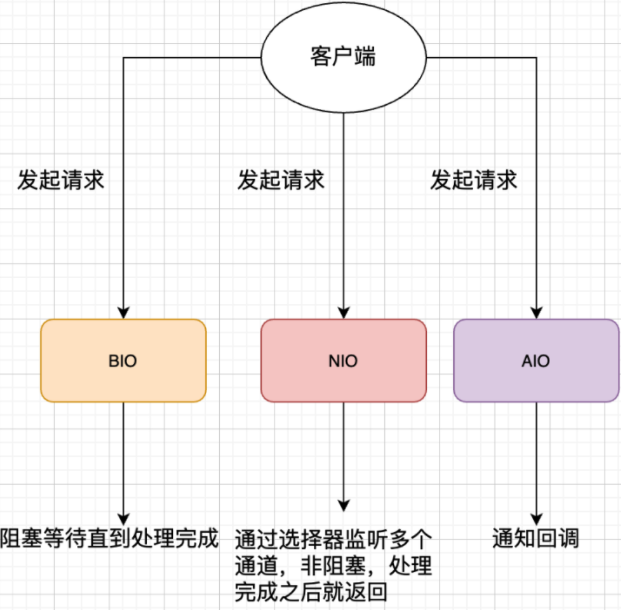 客户端
发起请求
发起请求
发起请求
BIO
NIO
AIO
阻塞等待直到处理完成
通过选择器监听多个
通道，非阻塞，处理
完成之后就返回
通知回调